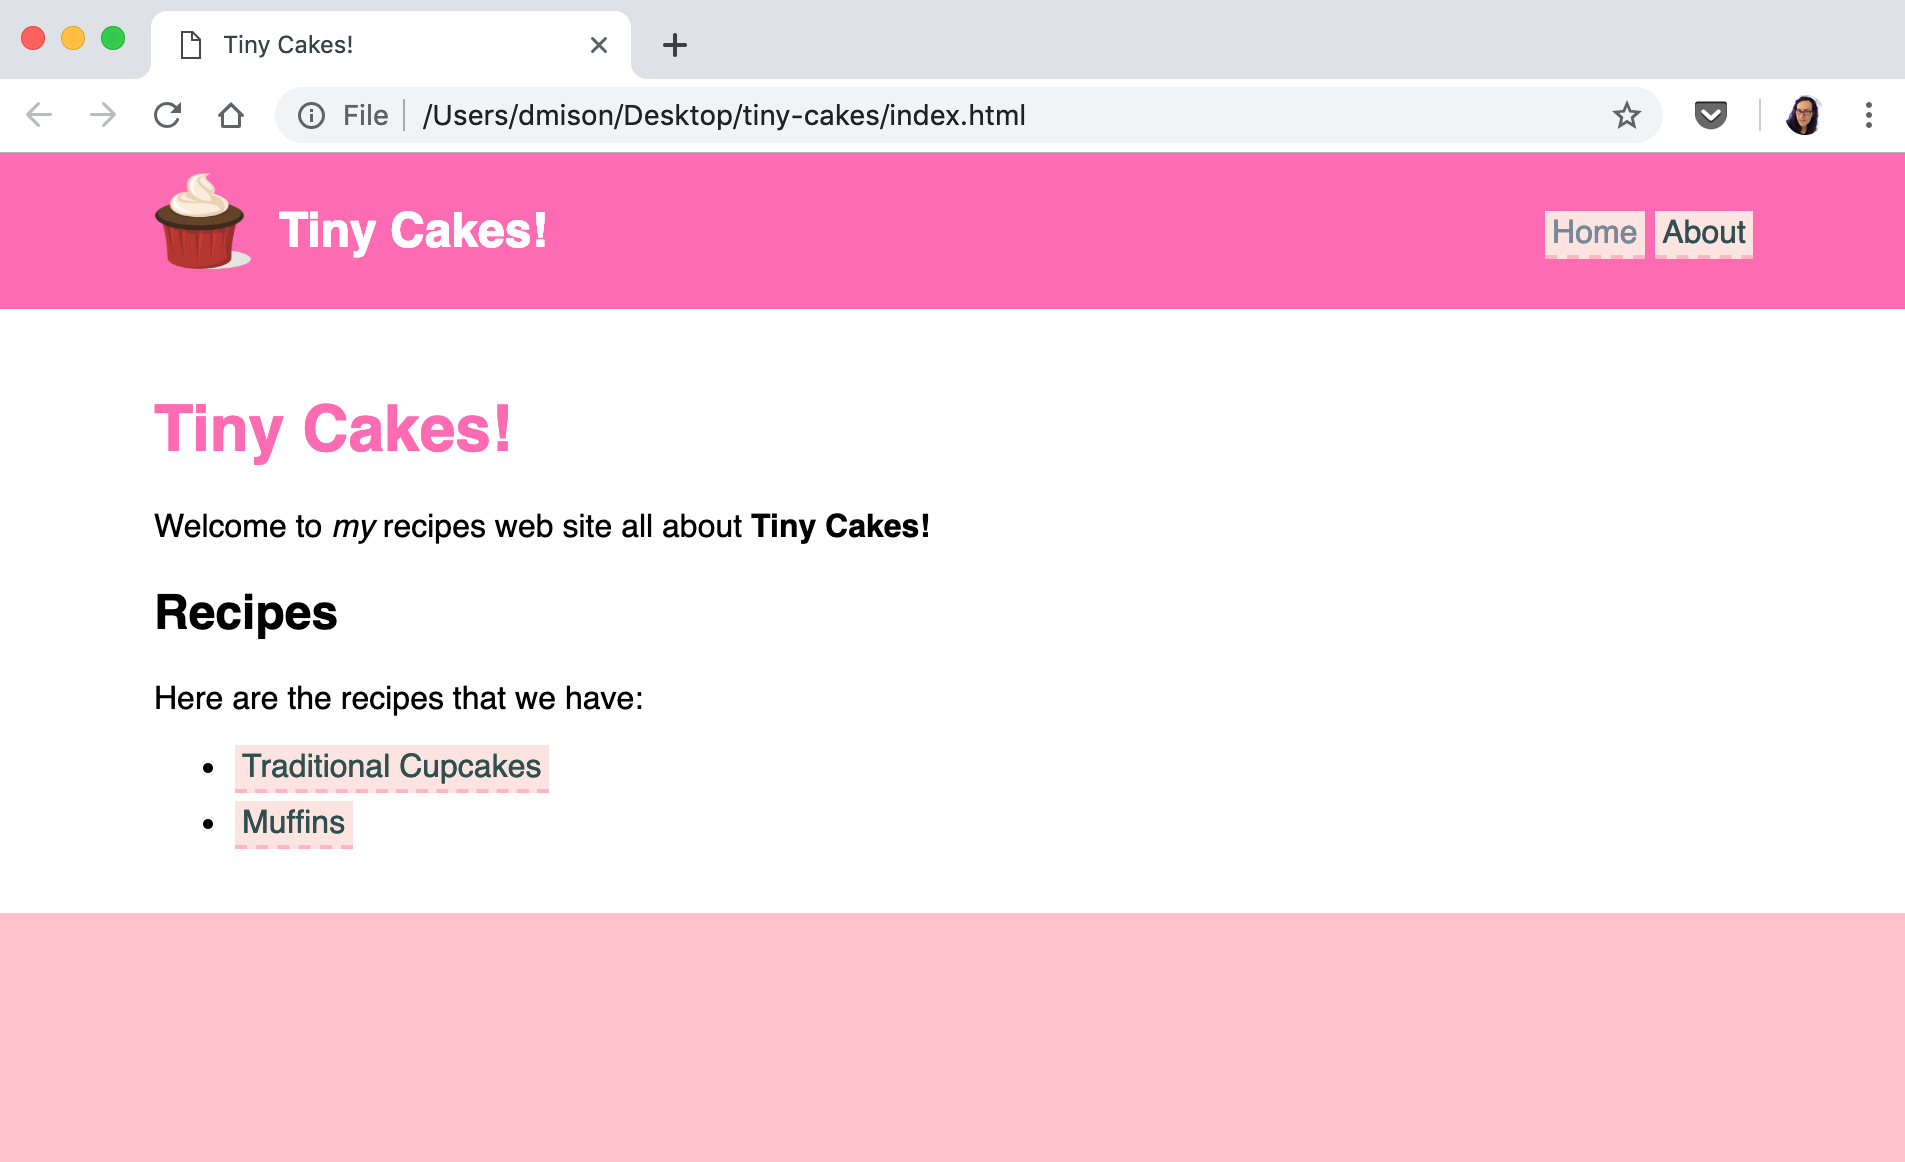 Tiny Cakes!
File /Users/dmison/Desktop/tiny-cakes/index.html
Tiny Cakes!
Home About
Tiny Cakes!
Welcome to my recipes web site all about Tiny Cakes!
Recipes
Here are the recipes that we have:
Traditional Cupcakes
Muffins